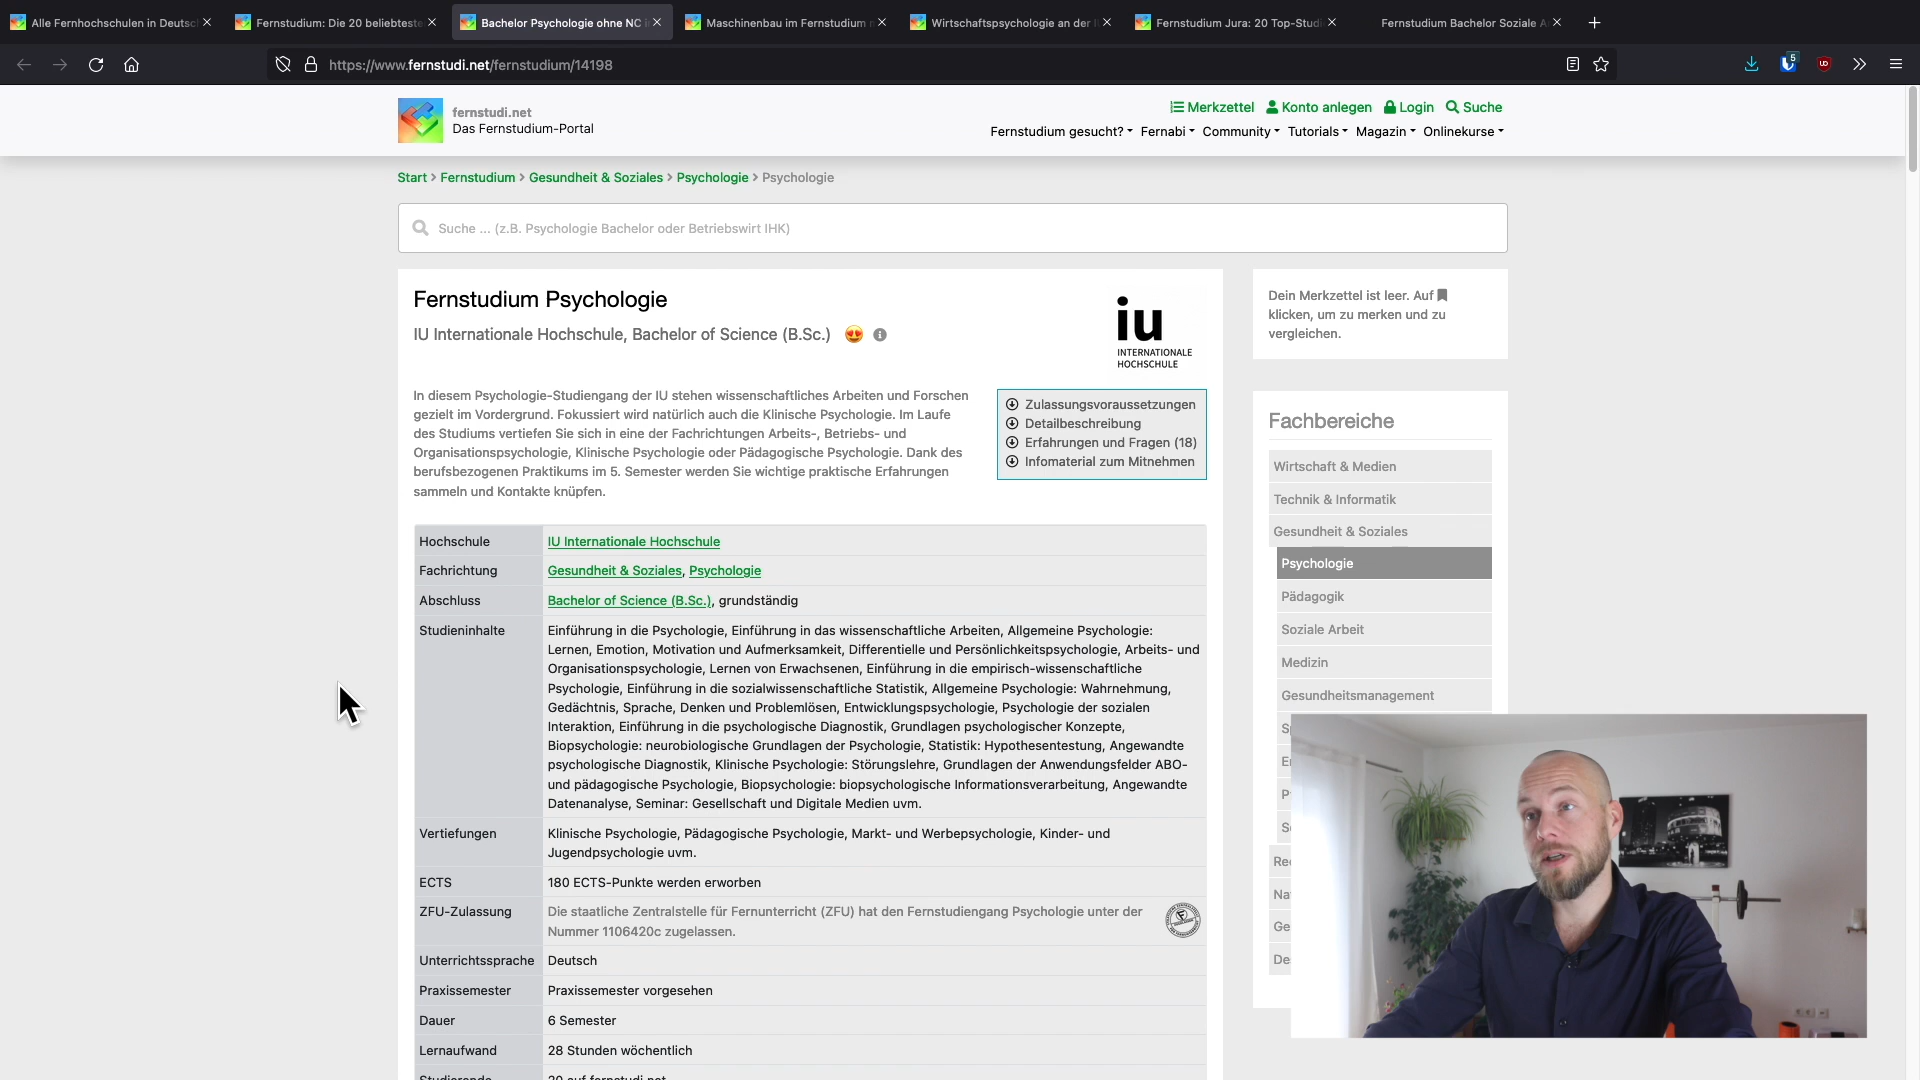 Alle Fernhochschulen in Deutsc
Fernstudium: Die 20 beliebteste
Bachelor Psychologie ohne NC i
Maschinenbau im Fernstudium
Wirtschaftspsychologie an der
Fernstudium Jura: 20 Top-Studi
Fernstudium Bachelor Soziale A
https://www.fernstudi.net/fernstudium/14198
5
fernstudi.net
Das Fernstudium-Portal
Merkzettel Konto anlegen Login Suche
Fernstudium gesucht? Fernabi Community Tutorials Magazin Onlinekurse
Start > Fernstudium > Gesundheit & Soziales > Psychologie > Psychologie
Suche ... (z.B. Psychologie Bachelor oder Betriebswirt IHK)
Fernstudium Psychologie
IU Internationale Hochschule, Bachelor of Science (B.Sc.)
iu
INTERNATIONALE
HOCHSCHULE
In diesem Psychologie-Studiengang der IU stehen wissenschaftliches Arbeiten und Forschen
gezielt im Vordergrund. Fokussiert wird natürlich auch die Klinische Psychologie. Im Laufe
des Studiums vertiefen Sie sich in eine der Fachrichtungen Arbeits-, Betriebs- und
Organisationspsychologie, Klinische Psychologie oder Pädagogische Psychologie. Dank des
berufsbezogenen Praktikums im 5. Semester werden Sie wichtige praktische Erfahrungen
sammeln und Kontakte knüpfen.
Zulassungsvoraussetzungen
Detailbeschreibung
Erfahrungen und Fragen (18)
Infomaterial zum Mitnehmen
Hochschule IU Internationale Hochschule
Fachrichtung Gesundheit & Soziales, Psychologie
Abschluss Bachelor of Science (B.Sc.), grundständig
Studieninhalte Einführung in die Psychologie, Einführung in das wissenschaftliche Arbeiten, Allgemeine Psychologie:
Lernen, Emotion, Motivation und Aufmerksamkeit, Differentielle und Persönlichkeitspsychologie, Arbeits- und
Organisationspsychologie, Lernen von Erwachsenen, Einführung in die empirisch-wissenschaftliche
Psychologie, Einführung in die sozialwissenschaftliche Statistik, Allgemeine Psychologie: Wahrnehmung,
Gedächtnis, Sprache, Denken und Problemlösen, Entwicklungspsychologie, Psychologie der sozialen
Interaktion, Einführung in die psychologische Diagnostik, Grundlagen psychologischer Konzepte,
Biopsychologie: neurobiologische Grundlagen der Psychologie, Statistik: Hypothesentestung, Angewandte
psychologische Diagnostik, Klinische Psychologie: Störungslehre, Grundlagen der Anwendungsfelder ABO-
und pädagogische Psychologie, Biopsychologie: biopsychologische Informationsverarbeitung, Angewandte
Datenanalyse, Seminar: Gesellschaft und Digitale Medien uvm.
Vertiefungen Klinische Psychologie, Pädagogische Psychologie, Markt- und Werbepsychologie, Kinder- und
Jugendpsychologie uvm.
ECTS 180 ECTS-Punkte werden erworben
ZFU-Zulassung Die staatliche Zentralstelle für Fernunterricht (ZFU) hat den Fernstudiengang Psychologie unter der
Nummer 1106420c zugelassen.
Unterrichtssprache Deutsch
Praxissemester Praxissemester vorgesehen
Dauer 6 Semester
Lernaufwand 28 Stunden wöchentlich
Studierende 20 auf fernstudi.net
Dein Merkzettel ist leer. Auf
klicken, um zu merken und zu
vergleichen.
Fachbereiche
Wirtschaft & Medien
Technik & Informatik
Gesundheit & Soziales
Psychologie
Pädagogik
Soziale Arbeit
Medizin
Gesundheitsmanagement